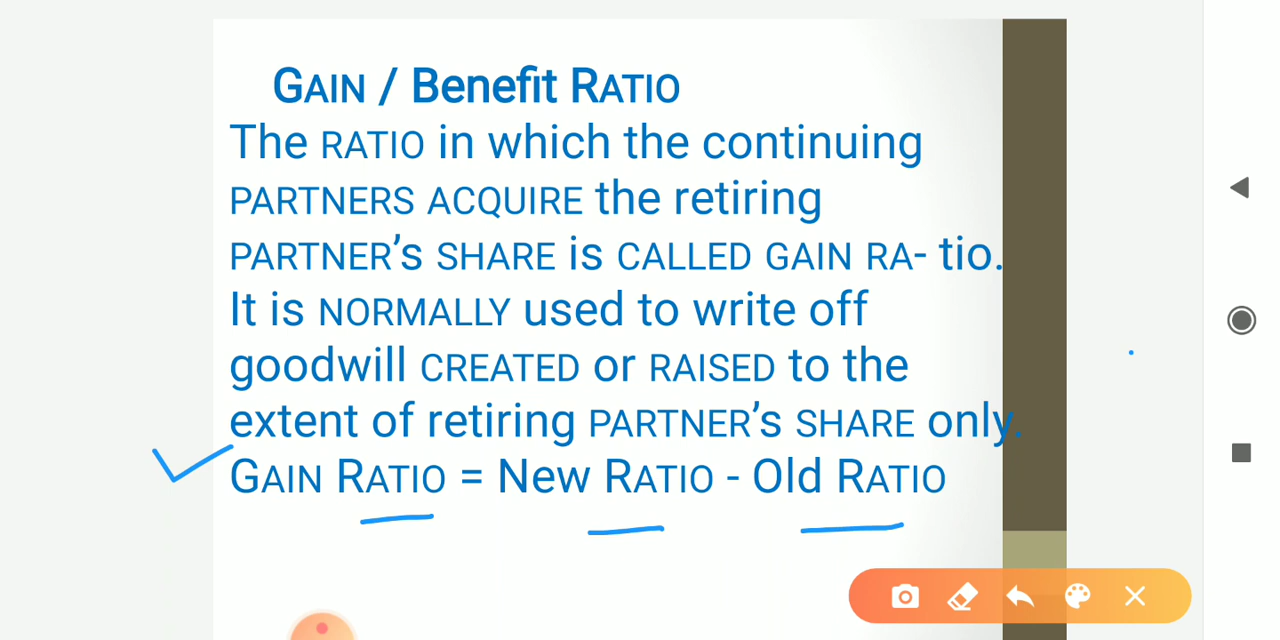 GAIN / Benefit RATIO
The RATIO in which the continuing
PARTNERS ACQUIRE the retiring
PARTNER’s SHARE is CALLED GAIN RA- tio.
It is NORMALLY used to write off
goodwill CREATED or RAISED to the
extent of retiring PARTNER’s SHARE only.
GAIN RATIO = New RATIO - Old RATIO